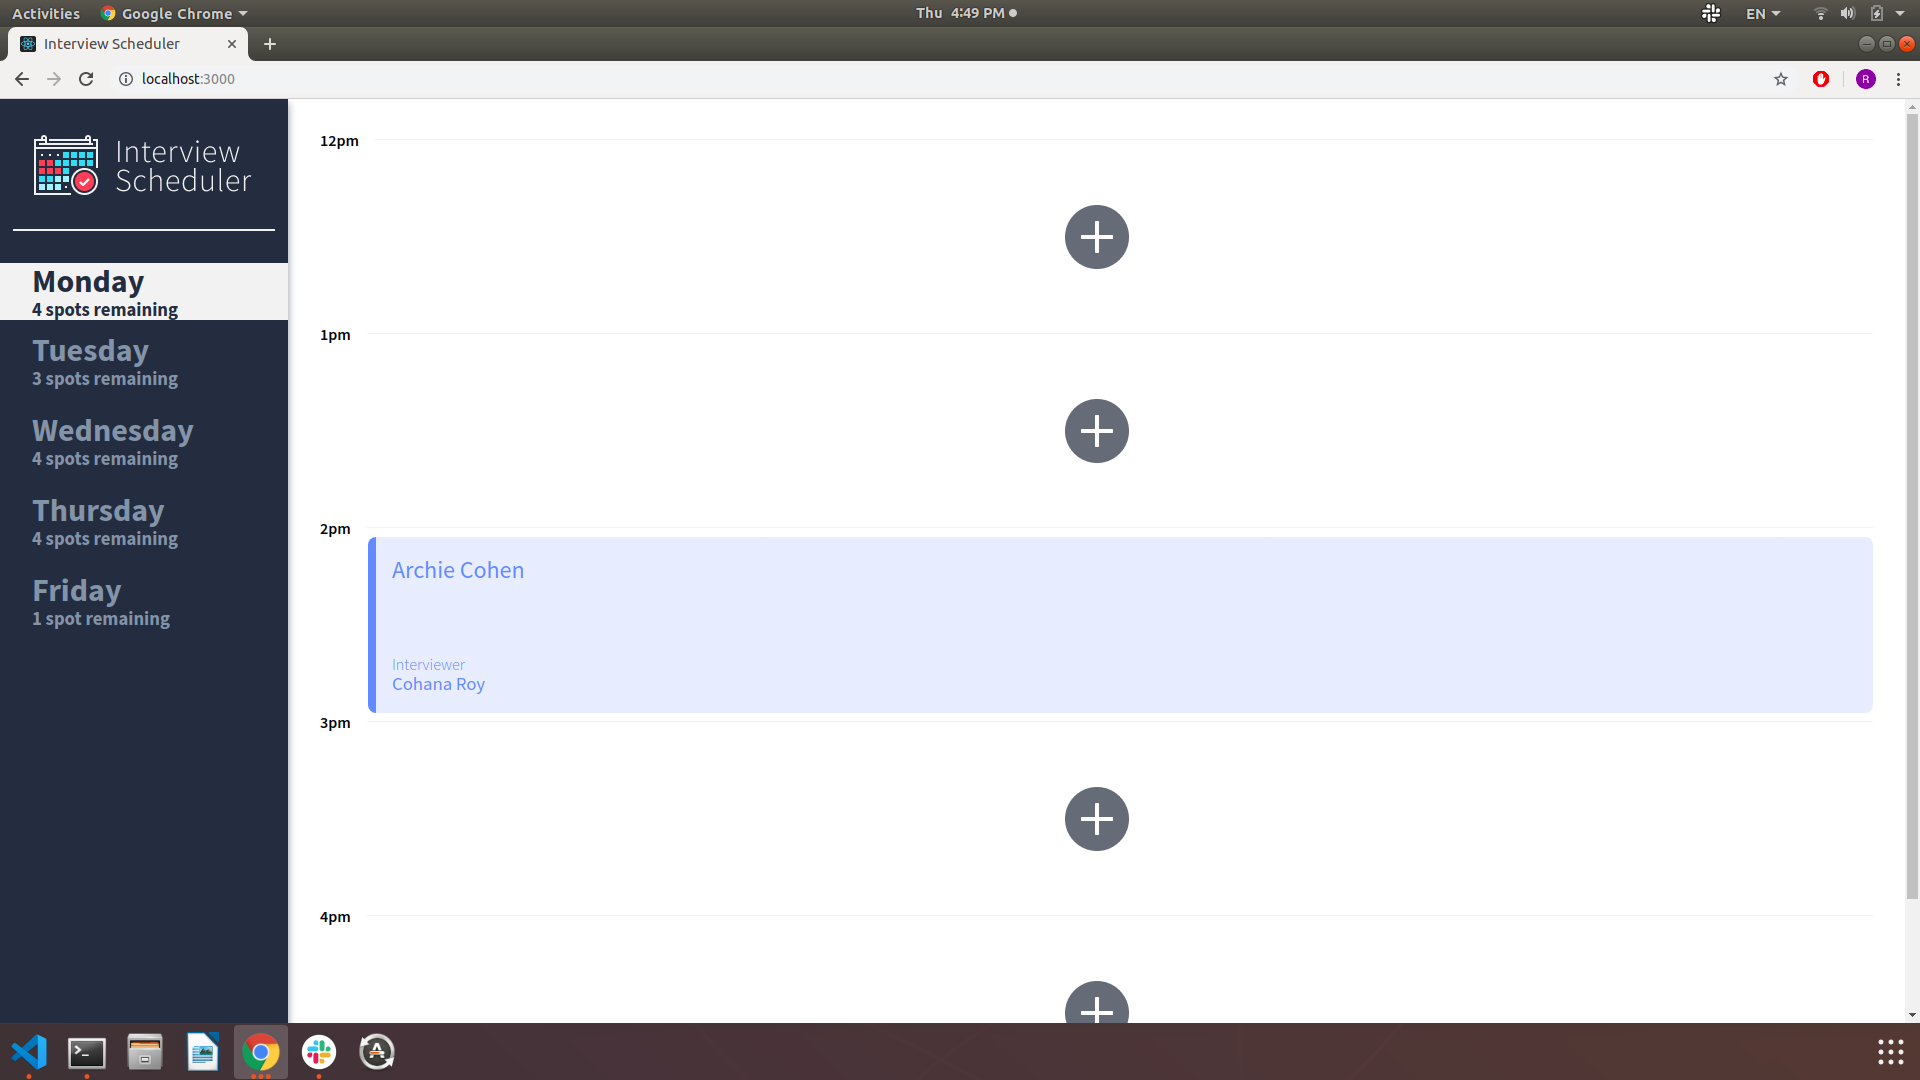 Activities
Google Chrome
Thu 4:49 PM
EN
Interview Scheduler
localhost:3000
R
Interview
Scheduler
Monday
4 spots remaining
Tuesday
3 spots remaining
Wednesday
4 spots remaining
Thursday
4 spots remaining
Friday
1 spot remaining
12pm
1pm
2pm
Archie Cohen
Interviewer
Cohana Roy
3pm
4pm